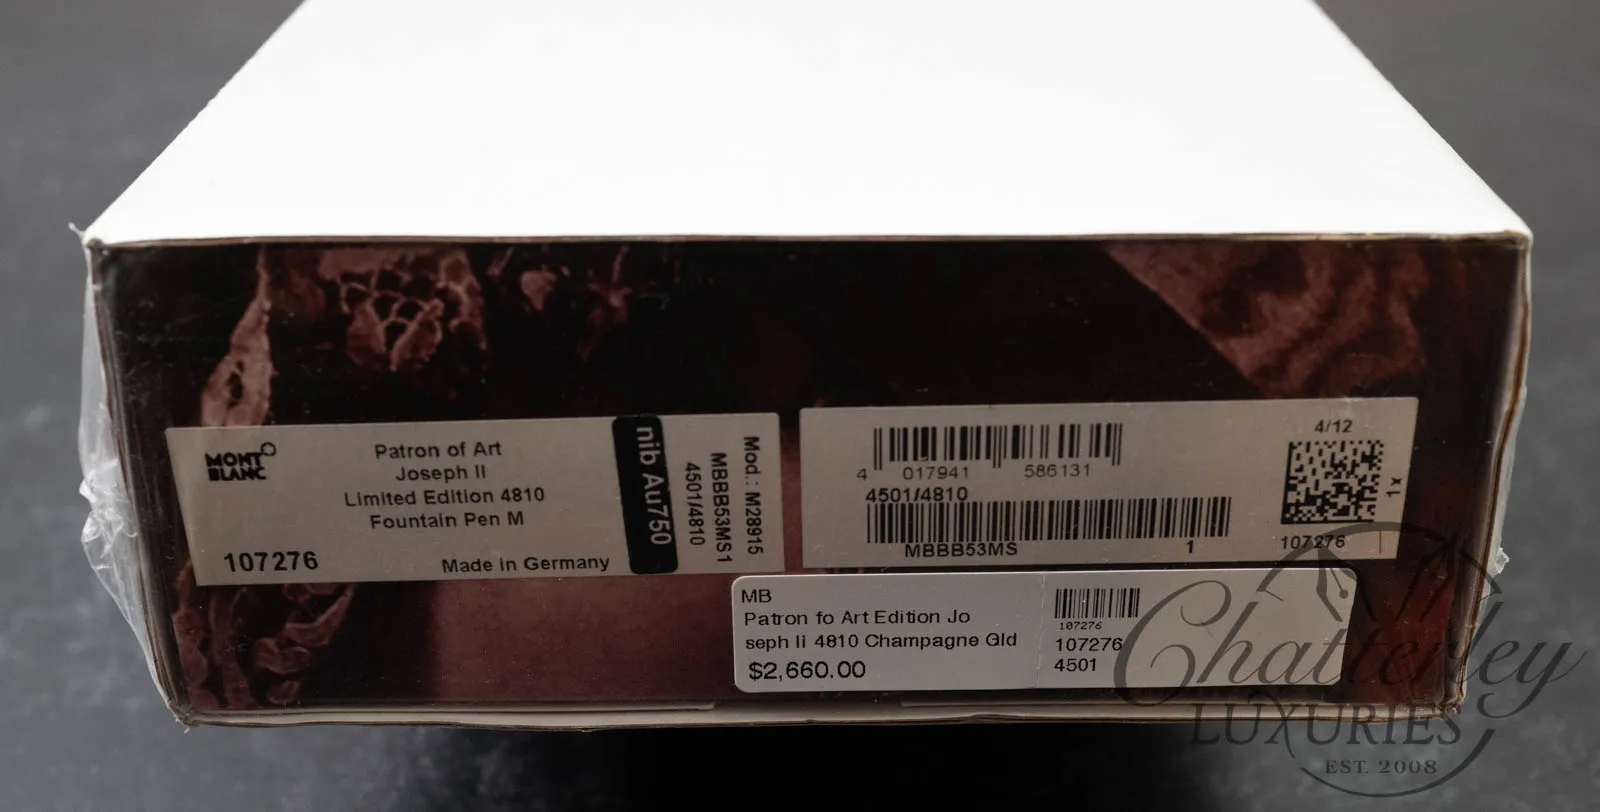 MONT
BLANC
Patron of Art
Joseph II
Limited Edition 4810
Fountain Pen M
107276
Made in Germany
nib Au750
Mod.: M28915
MBBB53MS1
4501/4810
4 017941 586131
4501/4810
MBBB53MS 1
4/12
1x
107276
MB
Patron fo Art Edition Jo
seph Ii 4810 Champagne Gld
$2,660.00
107276
107276
4501
Chatterley
LUXURIES
EST. 2008